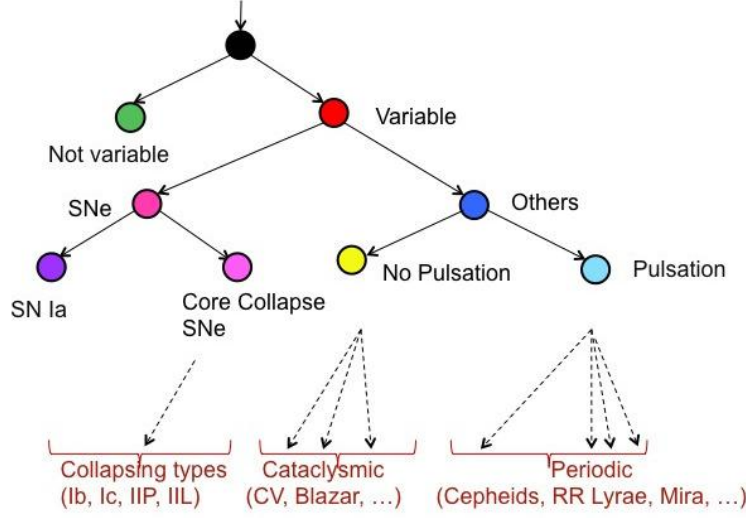 Variable
Not variable
SNe
Others
No Pulsation
Pulsation
SN Ia
Core Collapse
SNe
Collapsing types
(Ib, Ic, IIP, IIL)
Cataclysmic
(CV, Blazar, ...)
Periodic
(Cepheids, RR Lyrae, Mira, ...)